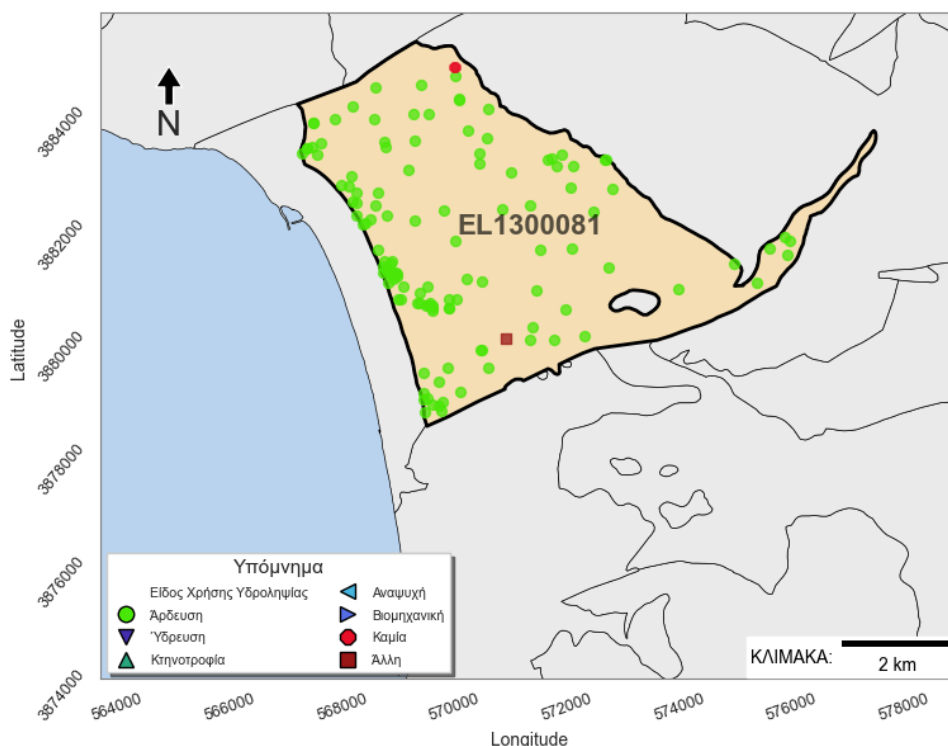 N
EL1300081
Latitude
3884000
3882000
3880000
3878000
3876000
3874000
Υπόμνημα
Είδος Χρήσης Υδροληψίας
Άρδευση
Ύδρευση
Κτηνοτροφία
Αναψυχή
Βιομηχανική
Καμία
Άλλη
ΚΛΙΜΑΚΑ:
2 km
564000
566000
568000
570000
572000
574000
576000
578000
Longitude